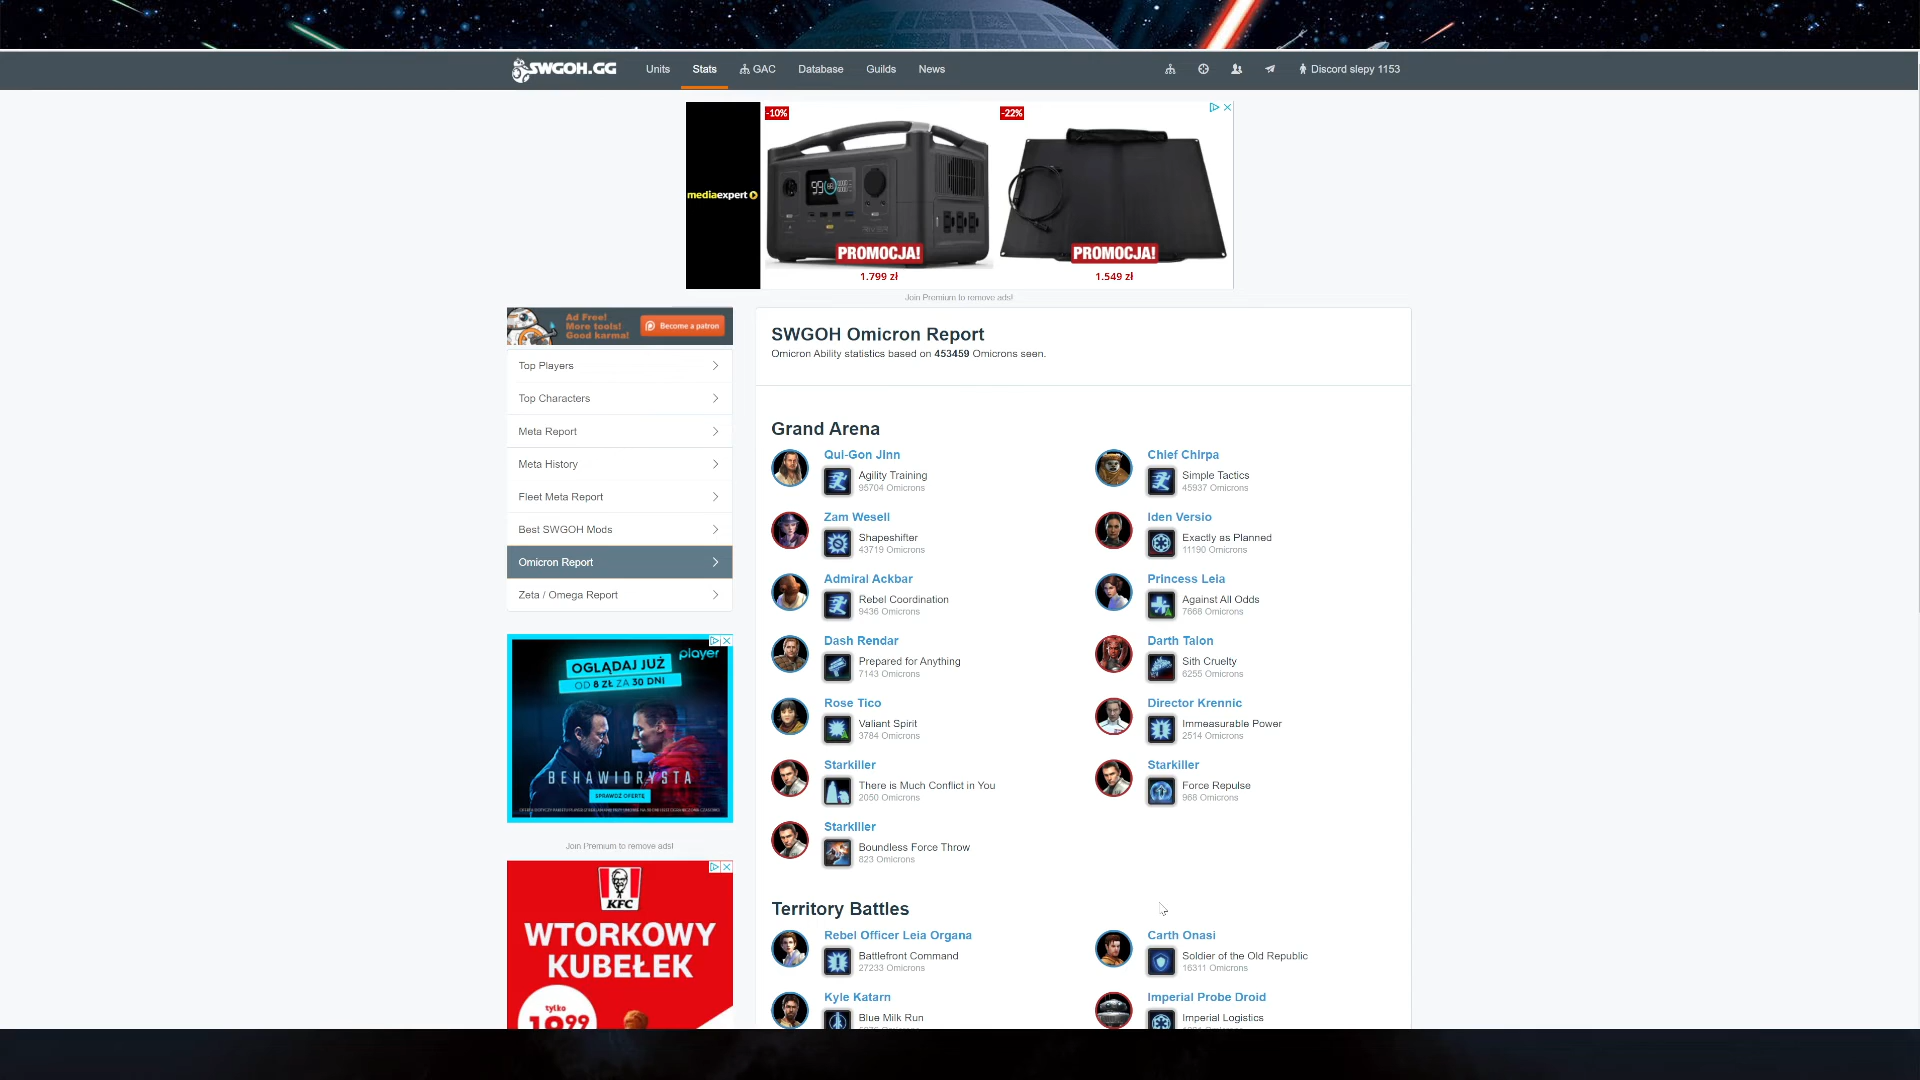 SWGOH.GG
Units
Stats
GAC
Database
Guilds
News
Discord slepy 1153
mediaexpert
-10%
PROMOCJA!
1.799 zł
-22%
PROMOCJA!
1.549 zł
Join Premium to remove ads!
Ad Free!
More tools!
Good karma!
Become a patron
Top Players
Top Characters
Meta Report
Meta History
Fleet Meta Report
Best SWGOH Mods
Omicron Report
Zeta / Omega Report
player
OGLĄDAJ JUŻ
OD 8 ZŁ ZA 30 DNI
BEHAWIORYSTA
SPRAWDŹ OFERTĘ
Join Premium to remove ads!
KFC
WTORKOWY
KUBEŁEK
tylko
SWGOH Omicron Report
Omicron Ability statistics based on 453459 Omicrons seen.
Grand Arena
Qui-Gon Jinn
Agility Training
95704 Omicrons
Chief Chirpa
Simple Tactics
45937 Omicrons
Zam Wesell
Shapeshifter
43719 Omicrons
Iden Versio
Exactly as Planned
11190 Omicrons
Admiral Ackbar
Rebel Coordination
9436 Omicrons
Princess Leia
Against All Odds
7668 Omicrons
Dash Rendar
Prepared for Anything
7143 Omicrons
Darth Talon
Sith Cruelty
6255 Omicrons
Rose Tico
Valiant Spirit
3784 Omicrons
Director Krennic
Immeasurable Power
2514 Omicrons
Starkiller
There is Much Conflict in You
2050 Omicrons
Starkiller
Force Repulse
968 Omicrons
Starkiller
Boundless Force Throw
823 Omicrons
Territory Battles
Rebel Officer Leia Organa
Battlefront Command
27233 Omicrons
Carth Onasi
Soldier of the Old Republic
16311 Omicrons
Kyle Katarn
Blue Milk Run
Imperial Probe Droid
Imperial Logistics